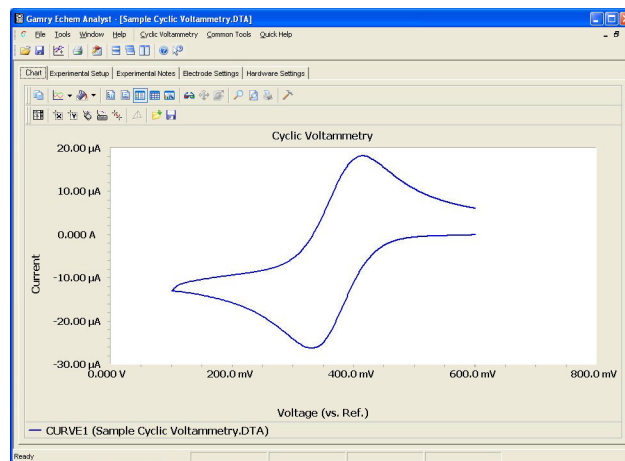 Gamry Echem Analyst - [Sample Cyclic Voltammetry.DTA]
File Tools Window Help Cyclic Voltammetry Common Tools Quick Help
Chart Experimental Setup Experimental Notes Electrode Settings Hardware Settings
Cyclic Voltammetry
20.00 µA
10.00 µA
0.000 A
-10.00 µA
-20.00 µA
-30.00 µA
Current
0.000 V 200.0 mV 400.0 mV 600.0 mV 800.0 mV
Voltage (vs. Ref.)
CURVE1 (Sample Cyclic Voltammetry.DTA)
Ready